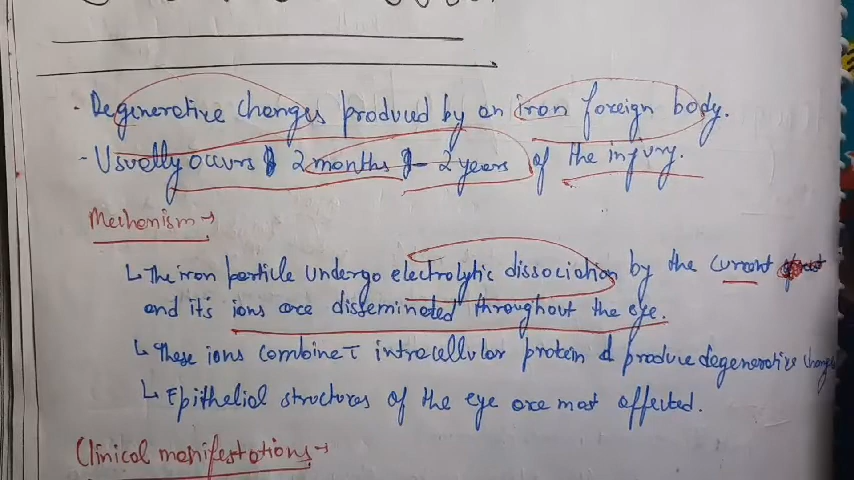 · Degenerative changes produced by an iron foreign body.
- Usually occurs 2 months - 2 years of the injury.
Mechanism →
↳ The iron particle undergo electrolytic dissociation by the current
and it's ions are disseminated throughout the eye.
↳ These ions combine c̄ intracellular protein & produce degenerative changes
↳ Epithelial structures of the eye are most affected.
Clinical manifestations →